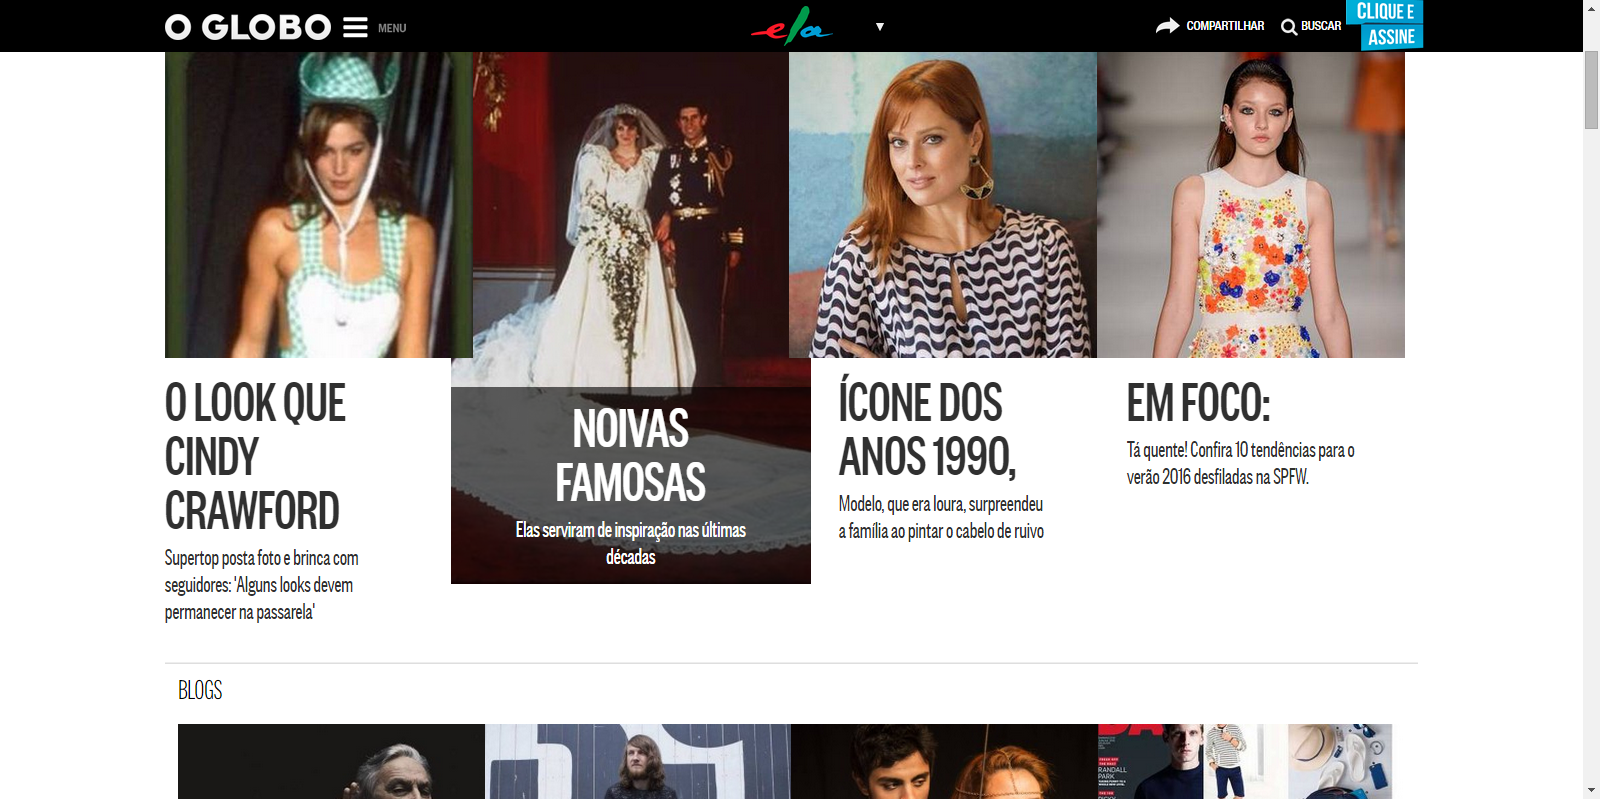 O GLOBO MENU
ela
COMPARTILHAR
BUSCAR
CLIQUE E
ASSINE
O LOOK QUE
CINDY
CRAWFORD
Supertop posta foto e brinca com
seguidores: 'Alguns looks devem
permanecer na passarela'
NOIVAS
FAMOSAS
Elas serviram de inspiração nas últimas
décadas
ÍCONE DOS
ANOS 1990,
Modelo, que era loura, surpreendeu
a família ao pintar o cabelo de ruivo
EM FOCO:
Tá quente! Confira 10 tendências para o
verão 2016 desfiladas na SPFW.
BLOGS
RANDALL
PARK